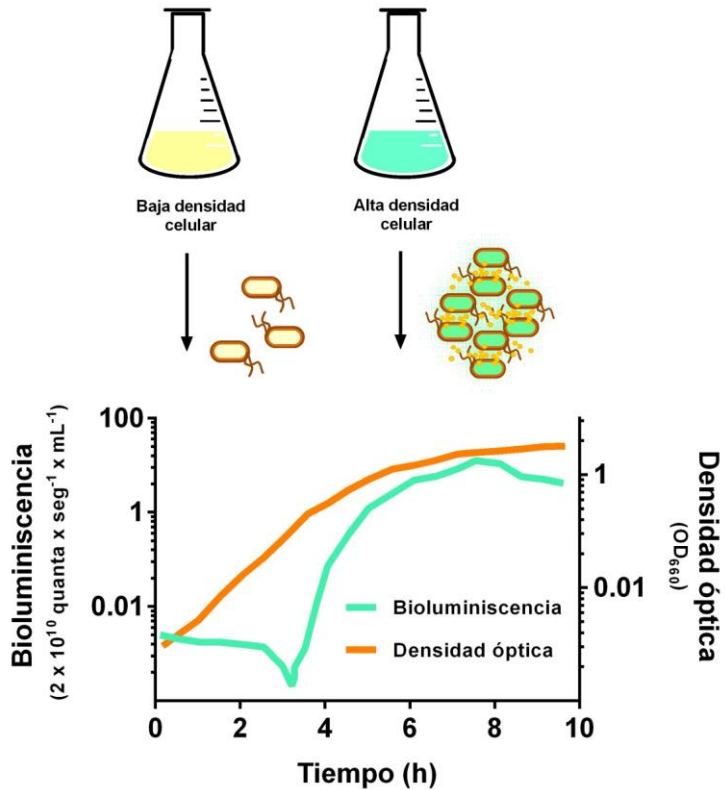 Baja densidad
celular
Alta densidad
celular
Bioluminiscencia
(2 x 10¹⁰ quanta x seg⁻¹ x mL⁻¹)
100
1
0.01
Bioluminiscencia
Densidad óptica
1
0.01
Densidad óptica
(OD₆₆₀)
0 2 4 6 8 10
Tiempo (h)